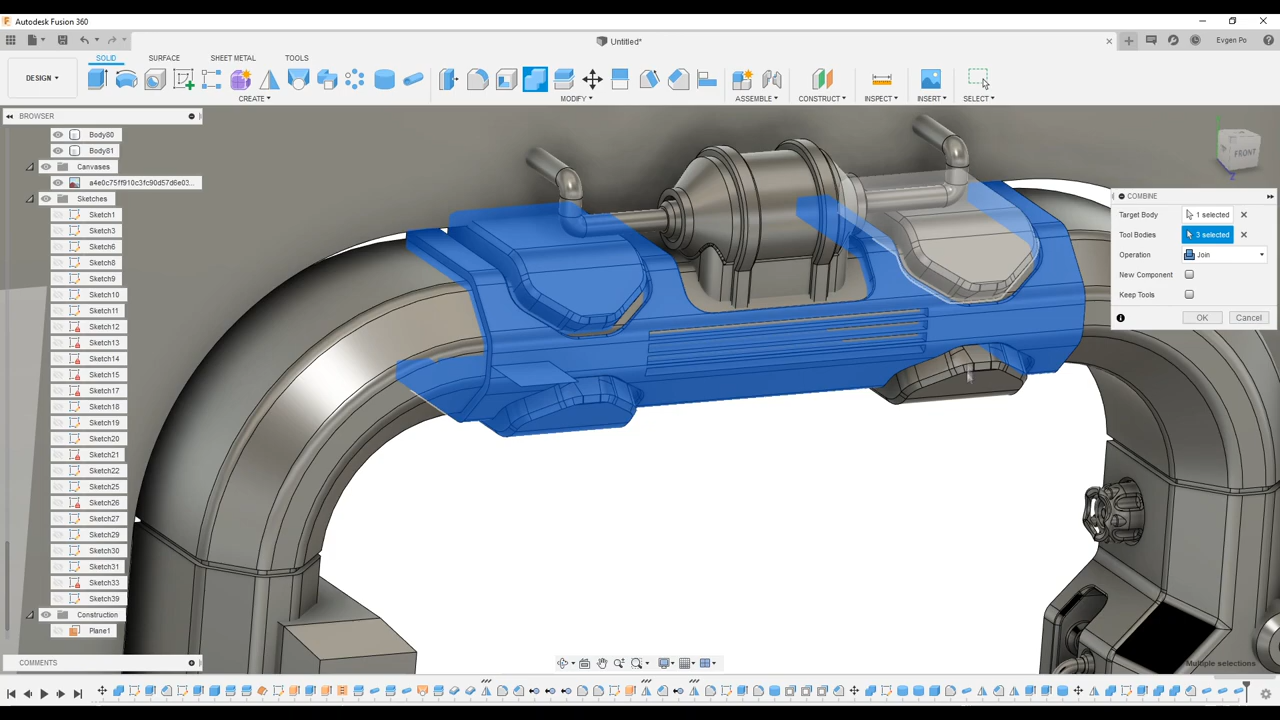 Autodesk Fusion 360
Untitled*
Evgen Po
SOLID SURFACE SHEET METAL TOOLS
DESIGN
CREATE MODIFY ASSEMBLE CONSTRUCT INSPECT INSERT SELECT
BROWSER
Body80
Body81
Canvases
a4e0c75ff910c3fc90d57d6e03...
Sketches
Sketch1
Sketch3
Sketch6
Sketch8
Sketch9
Sketch10
Sketch11
Sketch12
Sketch13
Sketch14
Sketch15
Sketch17
Sketch18
Sketch19
Sketch20
Sketch21
Sketch22
Sketch25
Sketch26
Sketch27
Sketch29
Sketch30
Sketch31
Sketch33
Sketch39
Construction
Plane1
COMMENTS
FRONT
Z
COMBINE
Target Body 1 selected
Tool Bodies 3 selected
Operation Join
New Component
Keep Tools
OK Cancel
Multiple selections